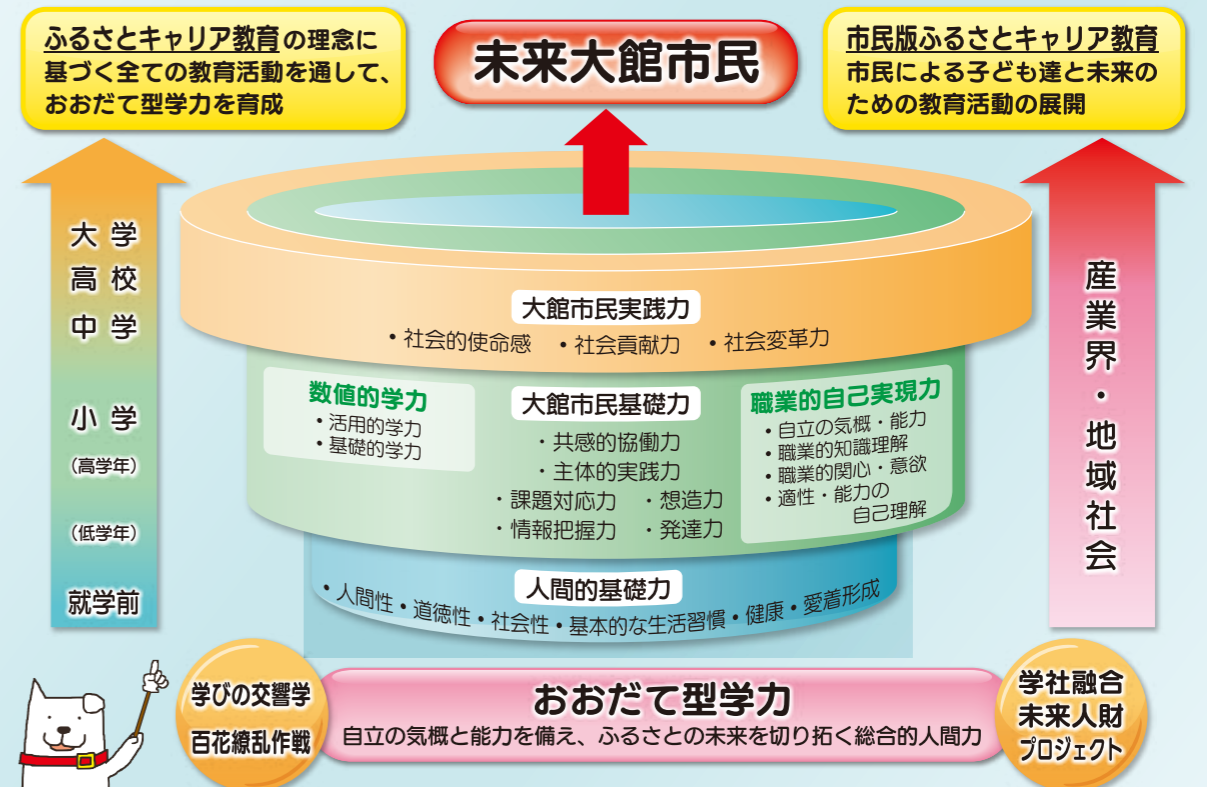 ふるさとキャリア教育の理念に
基づく全ての教育活動を通して、
おおだて型学力を育成
未来大館市民
市民版ふるさとキャリア教育
市民による子ども達と未来の
ための教育活動の展開
大学
高校
中学
小学
(高学年)
(低学年)
就学前
大館市民実践力
・社会的使命感 ・社会貢献力 ・社会変革力
数値的学力
・活用的学力
・基礎的学力
大館市民基礎力
・共感的協働力
・主体的実践力
・課題対応力 ・想造力
・情報把握力 ・発達力
職業的自己実現力
・自立の気概・能力
・職業的知識理解
・職業的関心・意欲
・適性・能力の
自己理解
人間的基礎力
・人間性・道徳性・社会性・基本的な生活習慣・健康・愛着形成
産業界・地域社会
学びの交響学
百花繚乱作戦
おおだて型学力
自立の気概と能力を備え、ふるさとの未来を切り拓く総合的人間力
学社融合
未来人財
プロジェクト